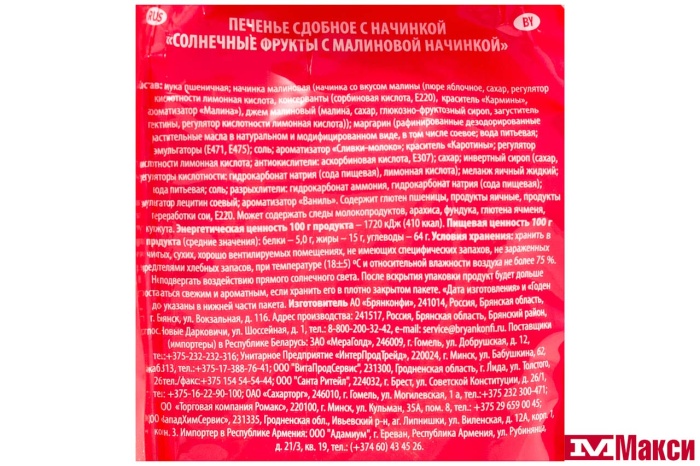 RUS
BY
ПЕЧЕНЬЕ СДОБНОЕ С НАЧИНКОЙ
«СОЛНЕЧНЫЕ ФРУКТЫ С МАЛИНОВОЙ НАЧИНКОЙ»
мука пшеничная; начинка малиновая (начинка со вкусом малины (пюре яблочное, сахар, регулятор
кислотности лимонная кислота, консерванты (сорбиновая кислота, Е220), краситель «Кармины»,
ароматизатор «Малина»), джем малиновый (малина, сахар, глюкозно-фруктозный сироп, загуститель
пектины, регулятор кислотности лимонная кислота)); маргарин (рафинированные дезодорированные
растительные масла в натуральном и модифицированном виде, в том числе соевое; вода питьевая;
эмульгаторы (Е471, Е475); соль; ароматизатор «Сливки-молоко»; краситель «Каротины»; регулятор
кислотности лимонная кислота; антиокислители: аскорбиновая кислота, Е307); сахар; инвертный сироп (сахар,
регуляторы кислотности: гидрокарбонат натрия (сода пищевая), лимонная кислота); меланж яичный жидкий;
вода питьевая; соль; разрыхлители: гидрокарбонат аммония, гидрокарбонат натрия (сода пищевая);
эмульгатор лецитин соевый; ароматизатор «Ваниль». Содержит глютен пшеницы, продукты яичные, продукты
переработки сои, Е220. Может содержать следы молокопродуктов, арахиса, фундука, глютена ячменя,
кунжута. Энергетическая ценность 100 г продукта – 1720 кДж (410 ккал). Пищевая ценность 100 г
продукта (средние значения): белки – 5,0 г, жиры – 15 г, углеводы – 64 г. Условия хранения: хранить в
чистых, сухих, хорошо вентилируемых помещениях, не имеющих специфических запахов, не зараженных
вредителями хлебных запасов, при температуре (18±5) ºС и относительной влажности воздуха не более 75 %.
Не подвергать воздействию прямого солнечного света. После вскрытия упаковки продукт будет дольше
оставаться свежим и ароматным, если хранить его в плотно закрытом пакете. «Дата изготовления» и «Годен
до» указаны в нижней части пакета. Изготовитель АО «Брянконфи», 241014, Россия, Брянская область,
г. Брянск, ул. Вокзальная, д. 116. Адрес производства: 241517, Россия, Брянская область, Брянский район,
Новые Дарковичи, ул. Шоссейная, д. 1, тел.: 8-800-200-32-42, e-mail: service@bryankonfi.ru. Поставщики
(импортеры) в Республику Беларусь: ЗАО «МераГолд», 246009, г. Гомель, ул. Добрушская, д. 12,
тел.:+375-232-232-316; Унитарное Предприятие «ИнтерПродТрейд», 220024, г. Минск, ул. Бабушкина, 62
тел.:+375-17-388-76-41; ООО "ВитаПродСервис", 231300, Гродненская область, г. Лида, ул. Толстого,
тел./факс +375 154 54-54-44; ООО "Санта Ритейл", 224032, г. Брест, ул. Советской Конституции, д. 26/1,
тел.: +375-16-22-90-100; ОАО «Сахарторг», 246010, г. Гомель, ул. Могилевская, 1 а, тел.:+375 232 300-471;
ООО «Торговая компания Ромакс», 220100, г. Минск, ул. Кульман, 35А, пом. 8, тел.: +375 29 659 00 45;
ООО «ЗападХимСервис», 231335, Гродненская обл., Ивьевский р-н, аг. Липнишки, ул. Виленская, д. 12А, корп. 7,
3. Импортер в Республике Армения: ООО "Адамиум", г. Ереван, Республика Армения, ул. Рубинянц,
д. 21/3, кв. 19, тел.: (+374 60) 43 45 26.
Макси